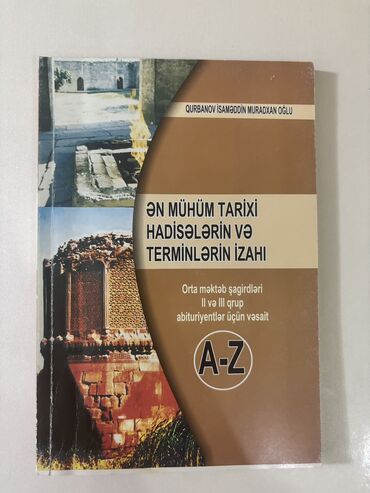 QURBANOV İSAMƏDDİN MURADXAN OĞLU
ƏN MÜHÜM TARİXİ
HADİSƏLƏRİN VƏ
TERMİNLƏRİN İZAHI
Orta məktəb şagirdləri
II və III qrup
abituriyentlər üçün vəsait
A-Z